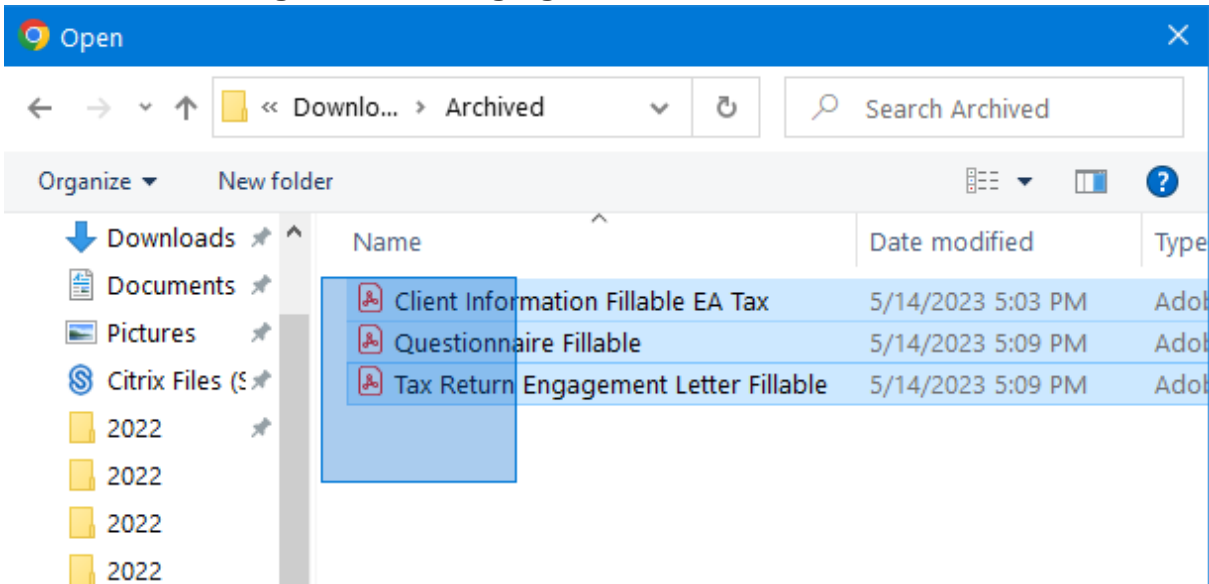 Open
« Downlo... › Archived
Search Archived
Organize
New folder
Downloads
Name
Date modified
Type
Documents
Client Information Fillable EA Tax
5/14/2023 5:03 PM
Adob
Pictures
Questionnaire Fillable
5/14/2023 5:09 PM
Adob
Citrix Files (S
Tax Return Engagement Letter Fillable
5/14/2023 5:09 PM
Adob
2022
2022
2022
2022